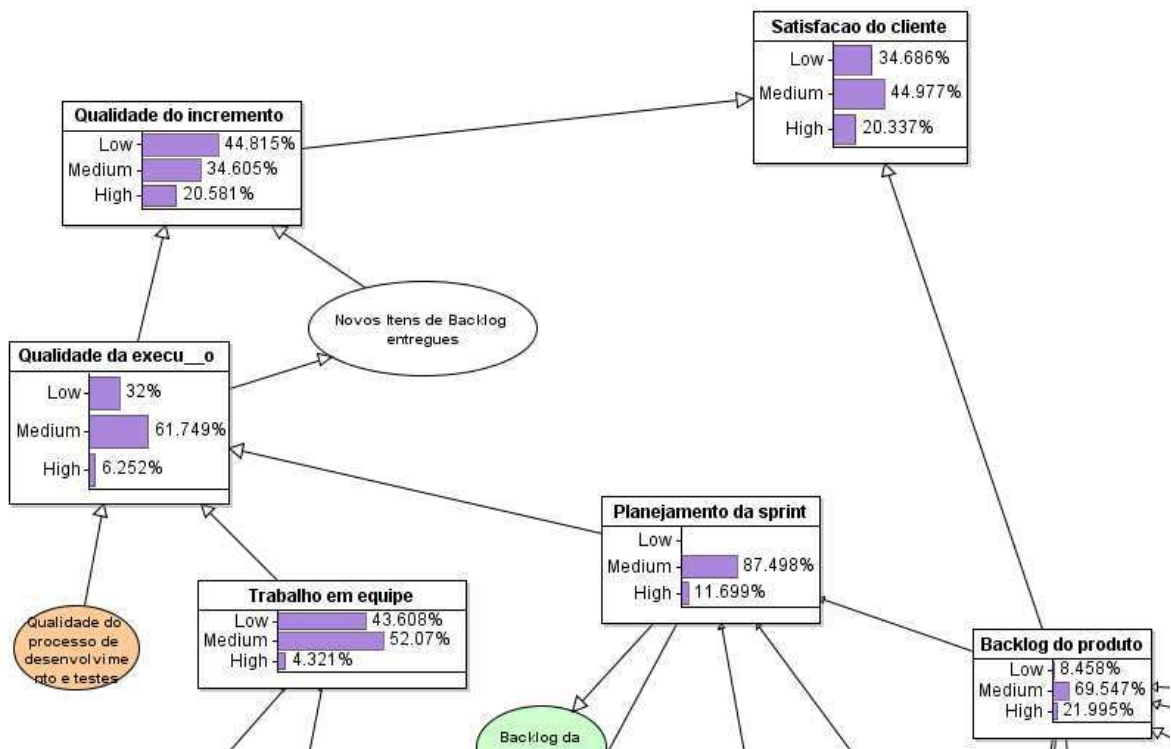 Satisfacao do cliente
Low 34.686%
Medium 44.977%
High 20.337%
Qualidade do incremento
Low 44.815%
Medium 34.605%
High 20.581%
Novos Itens de Backlog
entregues
Qualidade da execu__o
Low 32%
Medium 61.749%
High 6.252%
Planejamento da sprint
Low
Medium 87.498%
High 11.699%
Trabalho em equipe
Low 43.608%
Medium 52.07%
High 4.321%
Qualidade do
processo de
desenvolvime
nto e testes
Backlog do produto
Low 8.458%
Medium 69.547%
High 21.995%
Backlog da